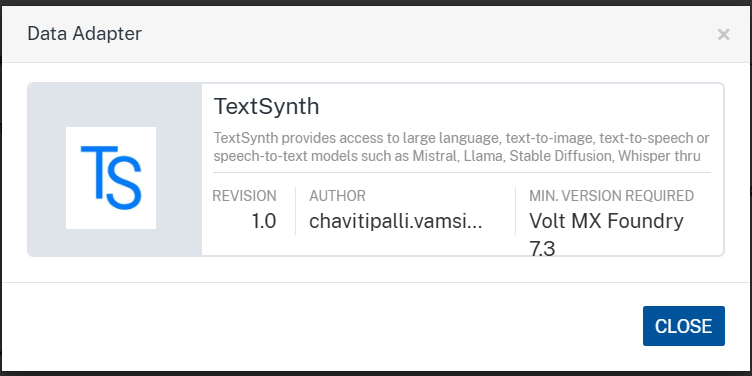 Data Adapter
×
TS
TextSynth
TextSynth provides access to large language, text-to-image, text-to-speech or
speech-to-text models such as Mistral, Llama, Stable Diffusion, Whisper thru
REVISION
1.0
AUTHOR
chavitipalli.vamsi...
MIN. VERSION REQUIRED
Volt MX Foundry
7.3
CLOSE